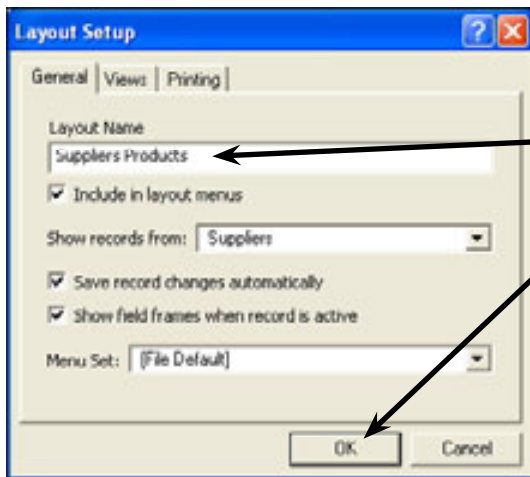 Layout Setup
General Views Printing
Layout Name
Suppliers Products
Include in layout menus
Show records from: Suppliers
Save record changes automatically
Show field frames when record is active
Menu Set: [File Default]
OK Cancel